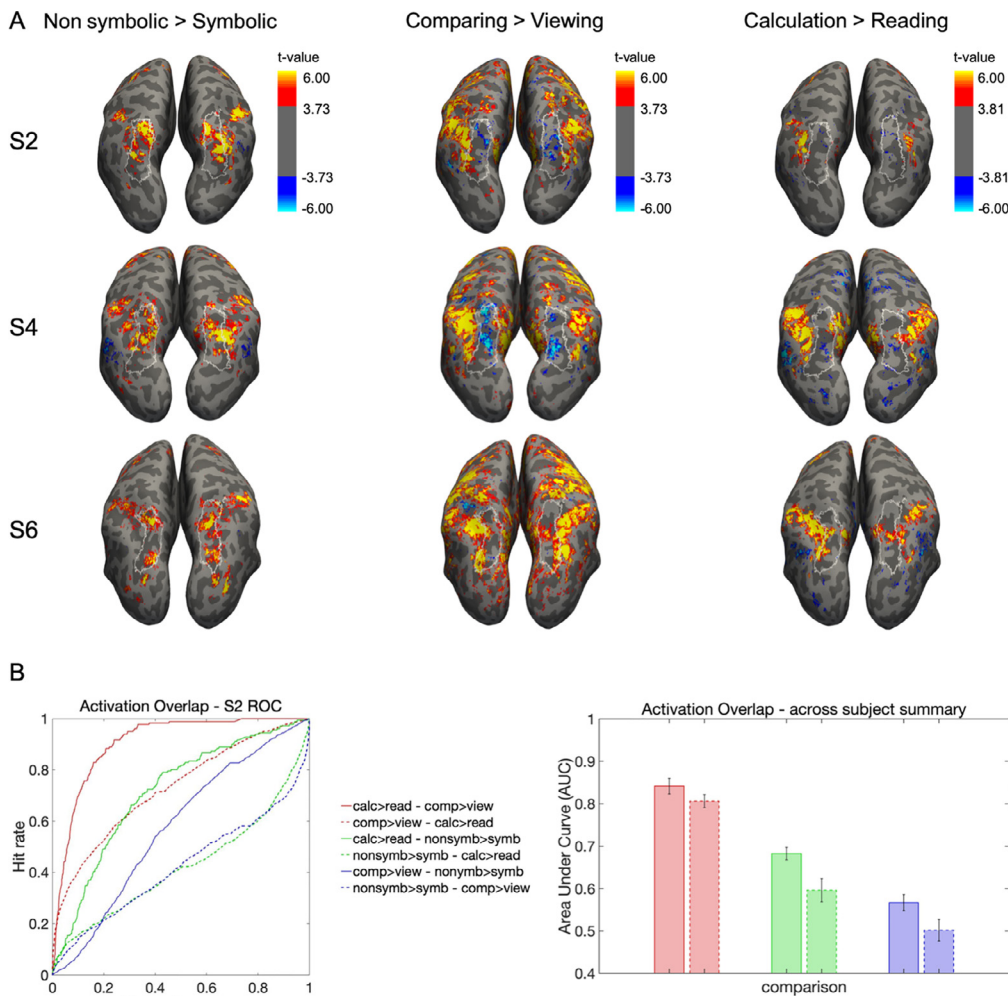 A
Non symbolic > Symbolic
Comparing > Viewing
Calculation > Reading
t-value
6.00
3.73
-3.73
-6.00
t-value
6.00
3.73
-3.73
-6.00
t-value
6.00
3.81
-3.81
-6.00
S2
S4
S6
B
Activation Overlap - S2 ROC
Hit rate
1
0.8
0.6
0.4
0.2
0
0 0.2 0.4 0.6 0.8 1
calc>read - comp>view
comp>view - calc>read
calc>read - nonsymb>symb
nonsymb>symb - calc>read
comp>view - nonymb>symb
nonsymb>symb - comp>view
Activation Overlap - across subject summary
Area Under Curve (AUC)
1
0.9
0.8
0.7
0.6
0.5
0.4
comparison